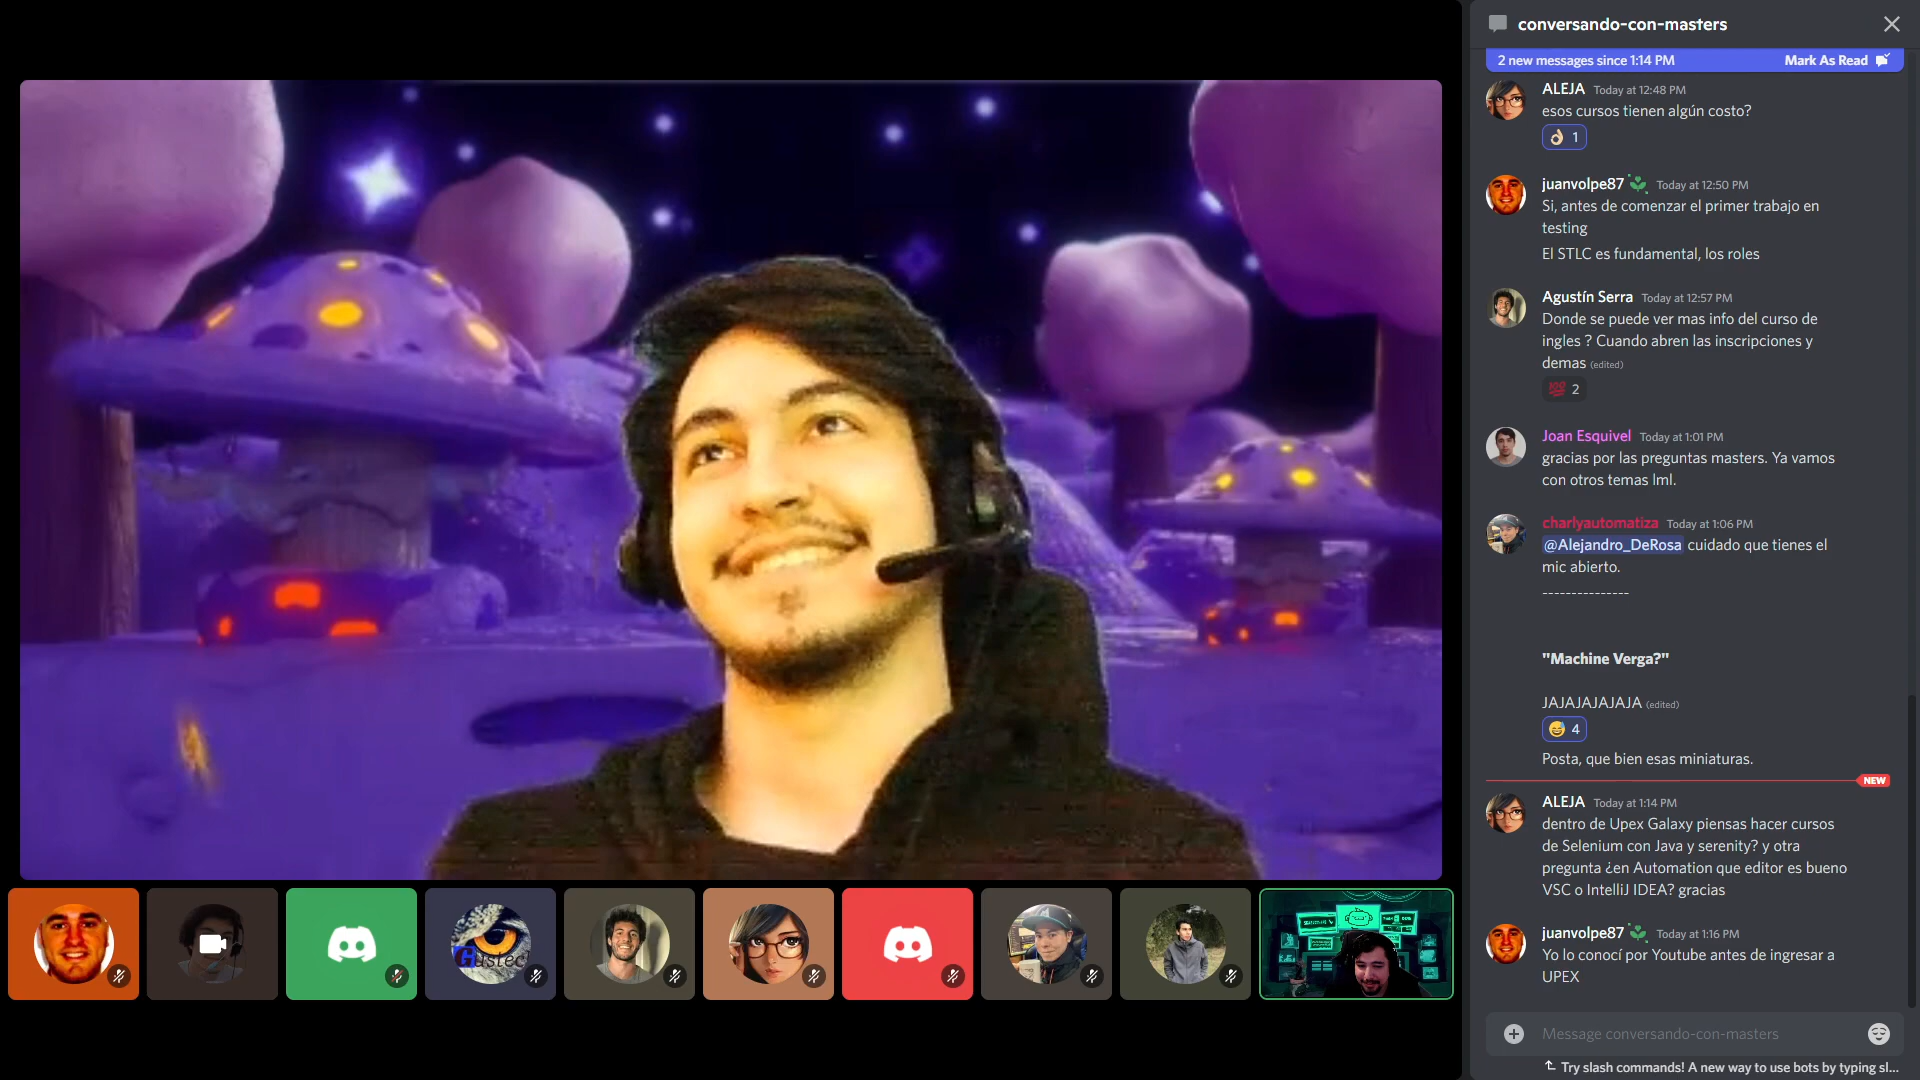 conversando-con-masters
2 new messages since 1:14 PM
Mark As Read
ALEJA Today at 12:48 PM
esos cursos tienen algún costo?
1
juanvolpe87 Today at 12:50 PM
Si, antes de comenzar el primer trabajo en
testing
El STLC es fundamental, los roles
Agustín Serra Today at 12:57 PM
Donde se puede ver mas info del curso de
ingles ? Cuando abren las inscripciones y
demas (edited)
2
Joan Esquivel Today at 1:01 PM
gracias por las preguntas masters. Ya vamos
con otros temas lml.
charlyautomatiza Today at 1:06 PM
@Alejandro_DeRosa cuidado que tienes el
mic abierto.
---------------
"Machine Verga?"
JAJAJAJAJAJA (edited)
4
Posta, que bien esas miniaturas.
NEW
ALEJA Today at 1:14 PM
dentro de Upex Galaxy piensas hacer cursos
de Selenium con Java y serenity? y otra
pregunta ¿en Automation que editor es bueno
VSC o IntelliJ IDEA? gracias
juanvolpe87 Today at 1:16 PM
Yo lo conocí por Youtube antes de ingresar a
UPEX
Message conversando-con-masters
Try slash commands! A new way to use bots by typing sl...